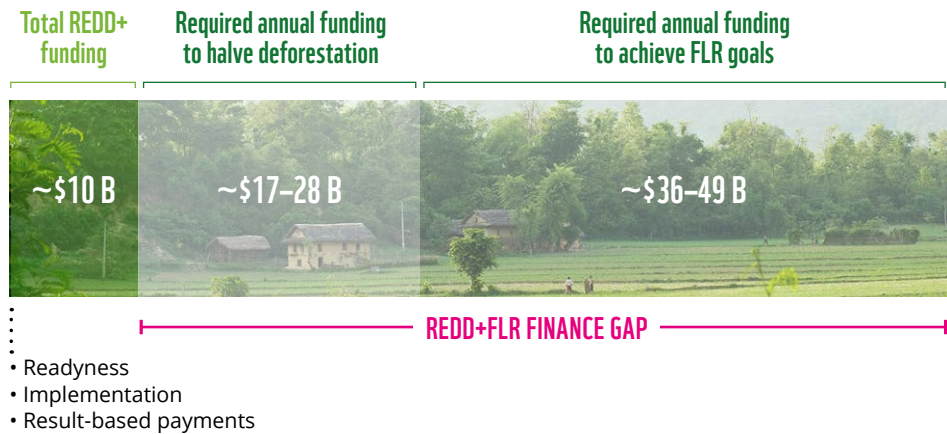 Total REDD+
funding
Required annual funding
to halve deforestation
Required annual funding
to achieve FLR goals
~$10 B
~$17–28 B
~$36–49 B
REDD+FLR FINANCE GAP
• Readyness
• Implementation
• Result-based payments